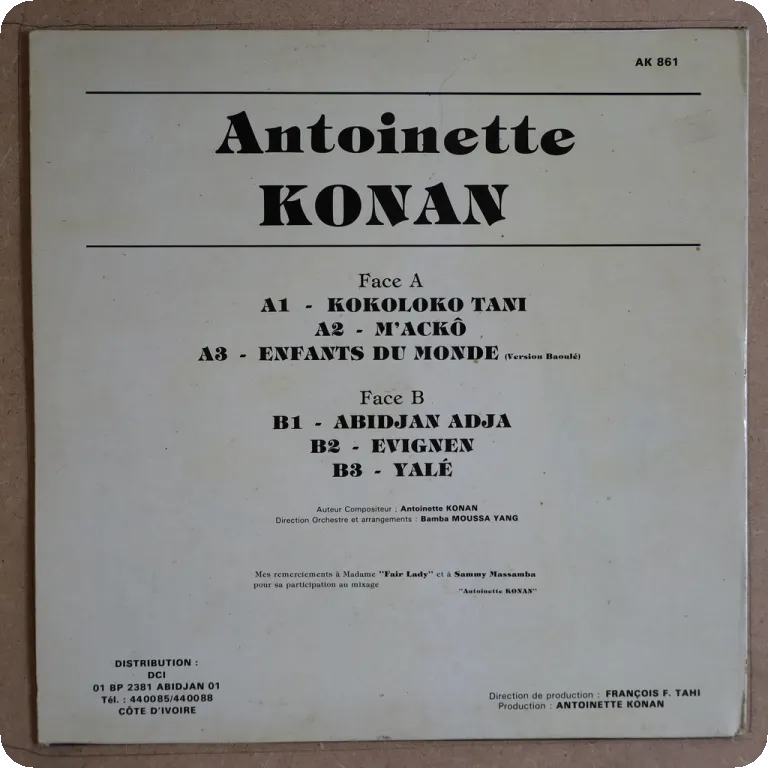 AK 861
Antoinette
KONAN
Face A
A1 - KOKOLOKO TANI
A2 - M'ACKÔ
A3 - ENFANTS DU MONDE (Version Baoulé)
Face B
B1 - ABIDJAN ADJA
B2 - EVIGNEN
B3 - YALÉ
Auteur Compositeur : Antoinette KONAN
Direction Orchestre et arrangements : Bamba MOUSSA YANG
Mes remerciements à Madame "Fair Lady" et à Sammy Massamba
pour sa participation au mixage
"Antoinette KONAN"
DISTRIBUTION :
DCI
01 BP 2381 ABIDJAN 01
Tél. : 440085/440088
CÔTE D'IVOIRE
Direction de production : FRANÇOIS F. TAHI
Production : ANTOINETTE KONAN